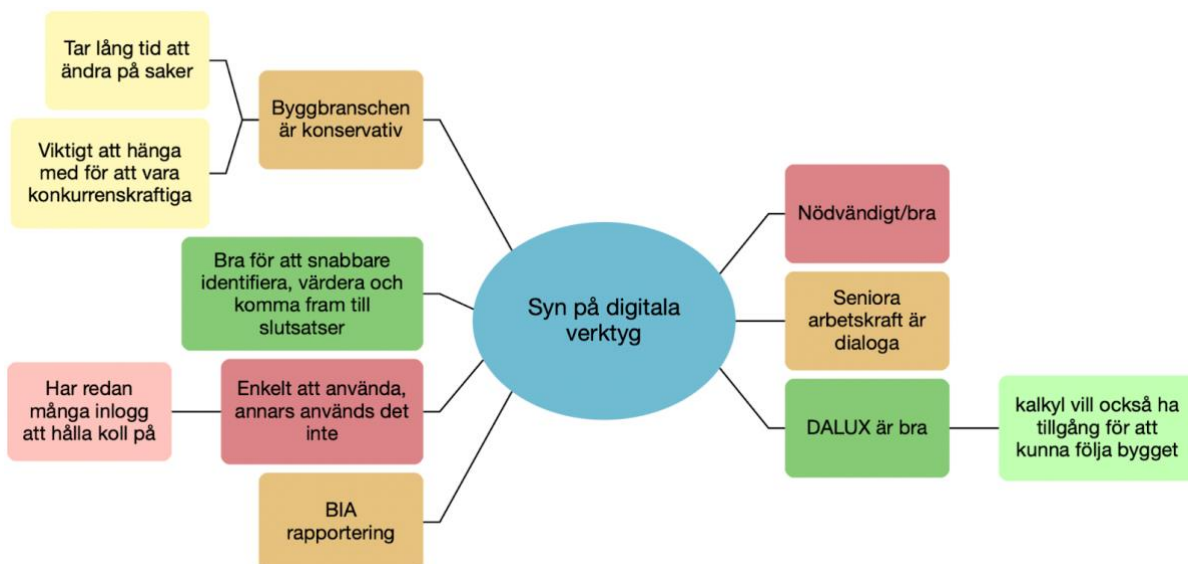 Tar lång tid att
ändra på saker
Viktigt att hänga
med för att vara
konkurrenskraftiga
Byggbranschen
är konservativ
Bra för att snabbare
identifiera, värdera och
komma fram till
slutsatser
Har redan
många inlogg
att hålla koll på
Enkelt att använda,
annars används det
inte
BIA
rapportering
Syn på digitala
verktyg
Nödvändigt/bra
Seniora
arbetskraft är
dialoga
DALUX är bra
kalkyl vill också ha
tillgång för att
kunna följa bygget